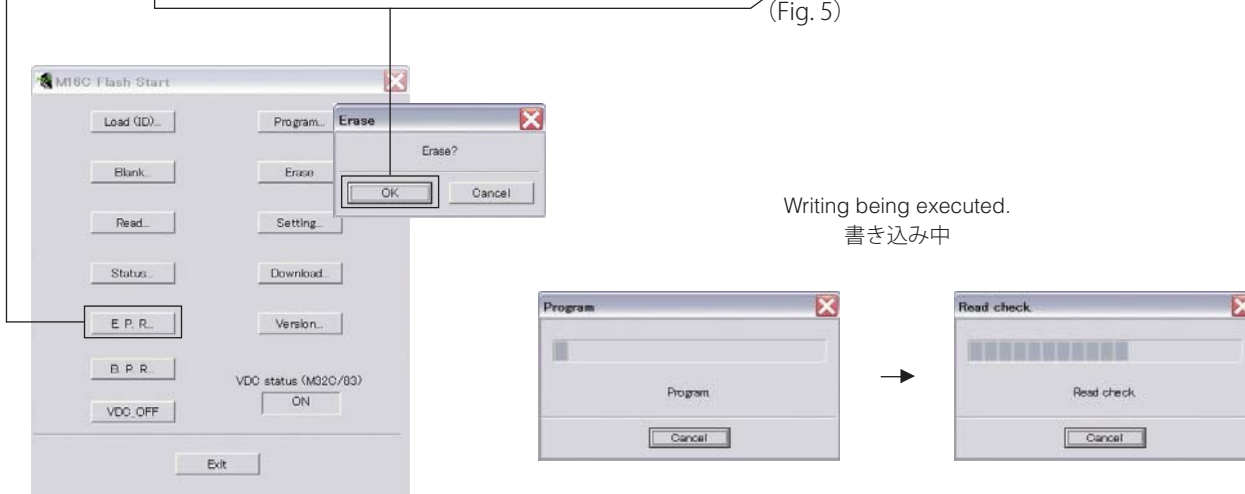 (Fig. 5)
M16C Flash Start
Load (ID)...
Program...
Blank...
Erase
Read...
Setting...
Status...
Download...
E. P. R...
Version...
B. P. R...
VDC status (M32C/83)
ON
VDC_OFF
Exit
Erase
Erase?
OK
Cancel
Writing being executed.
書き込み中
Program
Program
Cancel
Read check.
Read check.
Cancel